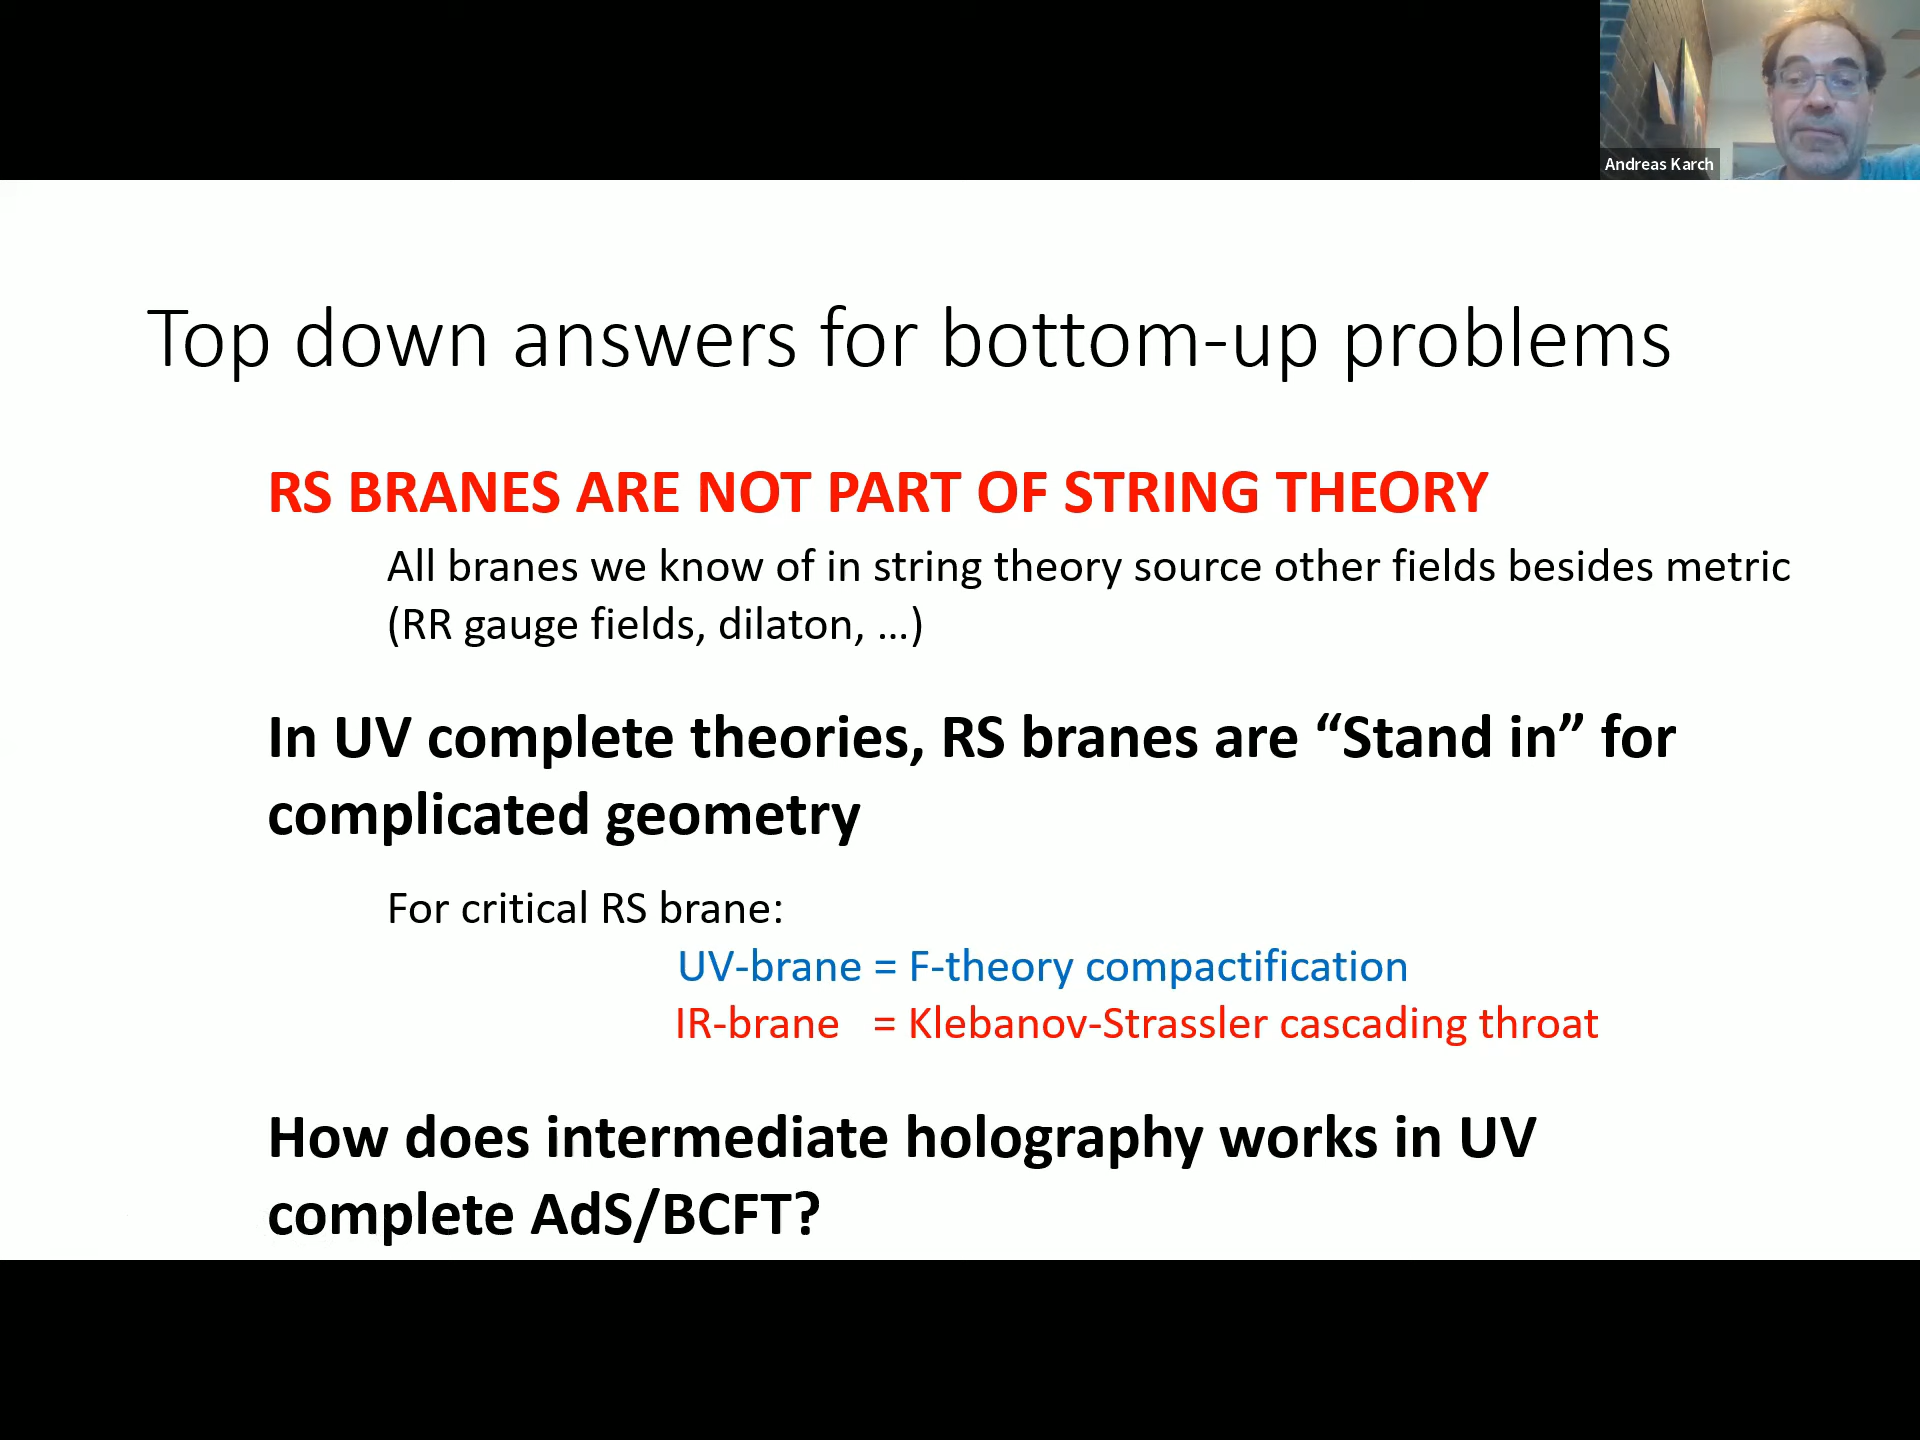 Andreas Karch
Top down answers for bottom-up problems
RS BRANES ARE NOT PART OF STRING THEORY
All branes we know of in string theory source other fields besides metric
(RR gauge fields, dilaton, …)
In UV complete theories, RS branes are “Stand in” for
complicated geometry
For critical RS brane:
UV-brane = F-theory compactification
IR-brane = Klebanov-Strassler cascading throat
How does intermediate holography works in UV
complete AdS/BCFT?